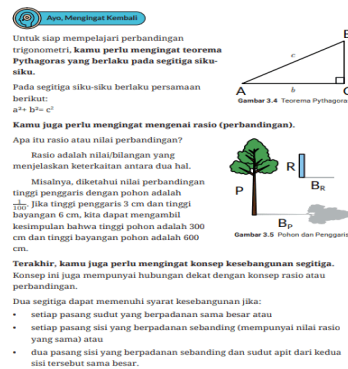 Ayo, Mengingat Kembali
Untuk siap mempelajari perbandingan
trigonometri, kamu perlu mengingat teorema
Pythagoras yang berlaku pada segitiga siku-
siku.
Pada segitiga siku-siku berlaku persamaan
berikut:
a²+ b²= c²
c
A
b
Gambar 3.4 Teorema Pythagora
Kamu juga perlu mengingat mengenai rasio (perbandingan).
Apa itu rasio atau nilai perbandingan?
Rasio adalah nilai/bilangan yang
menjelaskan keterkaitan antara dua hal.
Misalnya, diketahui nilai perbandingan
tinggi penggaris dengan pohon adalah
1/100. Jika tinggi penggaris 3 cm dan tinggi
bayangan 6 cm, kita dapat mengambil
kesimpulan bahwa tinggi pohon adalah 300
cm dan tinggi bayangan pohon adalah 600
cm.
P
R
B_R
B_P
Gambar 3.5 Pohon dan Penggaris
Terakhir, kamu juga perlu mengingat konsep kesebangunan segitiga.
Konsep ini juga mempunyai hubungan dekat dengan konsep rasio atau
perbandingan.
Dua segitiga dapat memenuhi syarat kesebangunan jika:
• setiap pasang sudut yang berpadanan sama besar atau
• setiap pasang sisi yang berpadanan sebanding (mempunyai nilai rasio
yang sama) atau
• dua pasang sisi yang berpadanan sebanding dan sudut apit dari kedua
sisi tersebut sama besar.